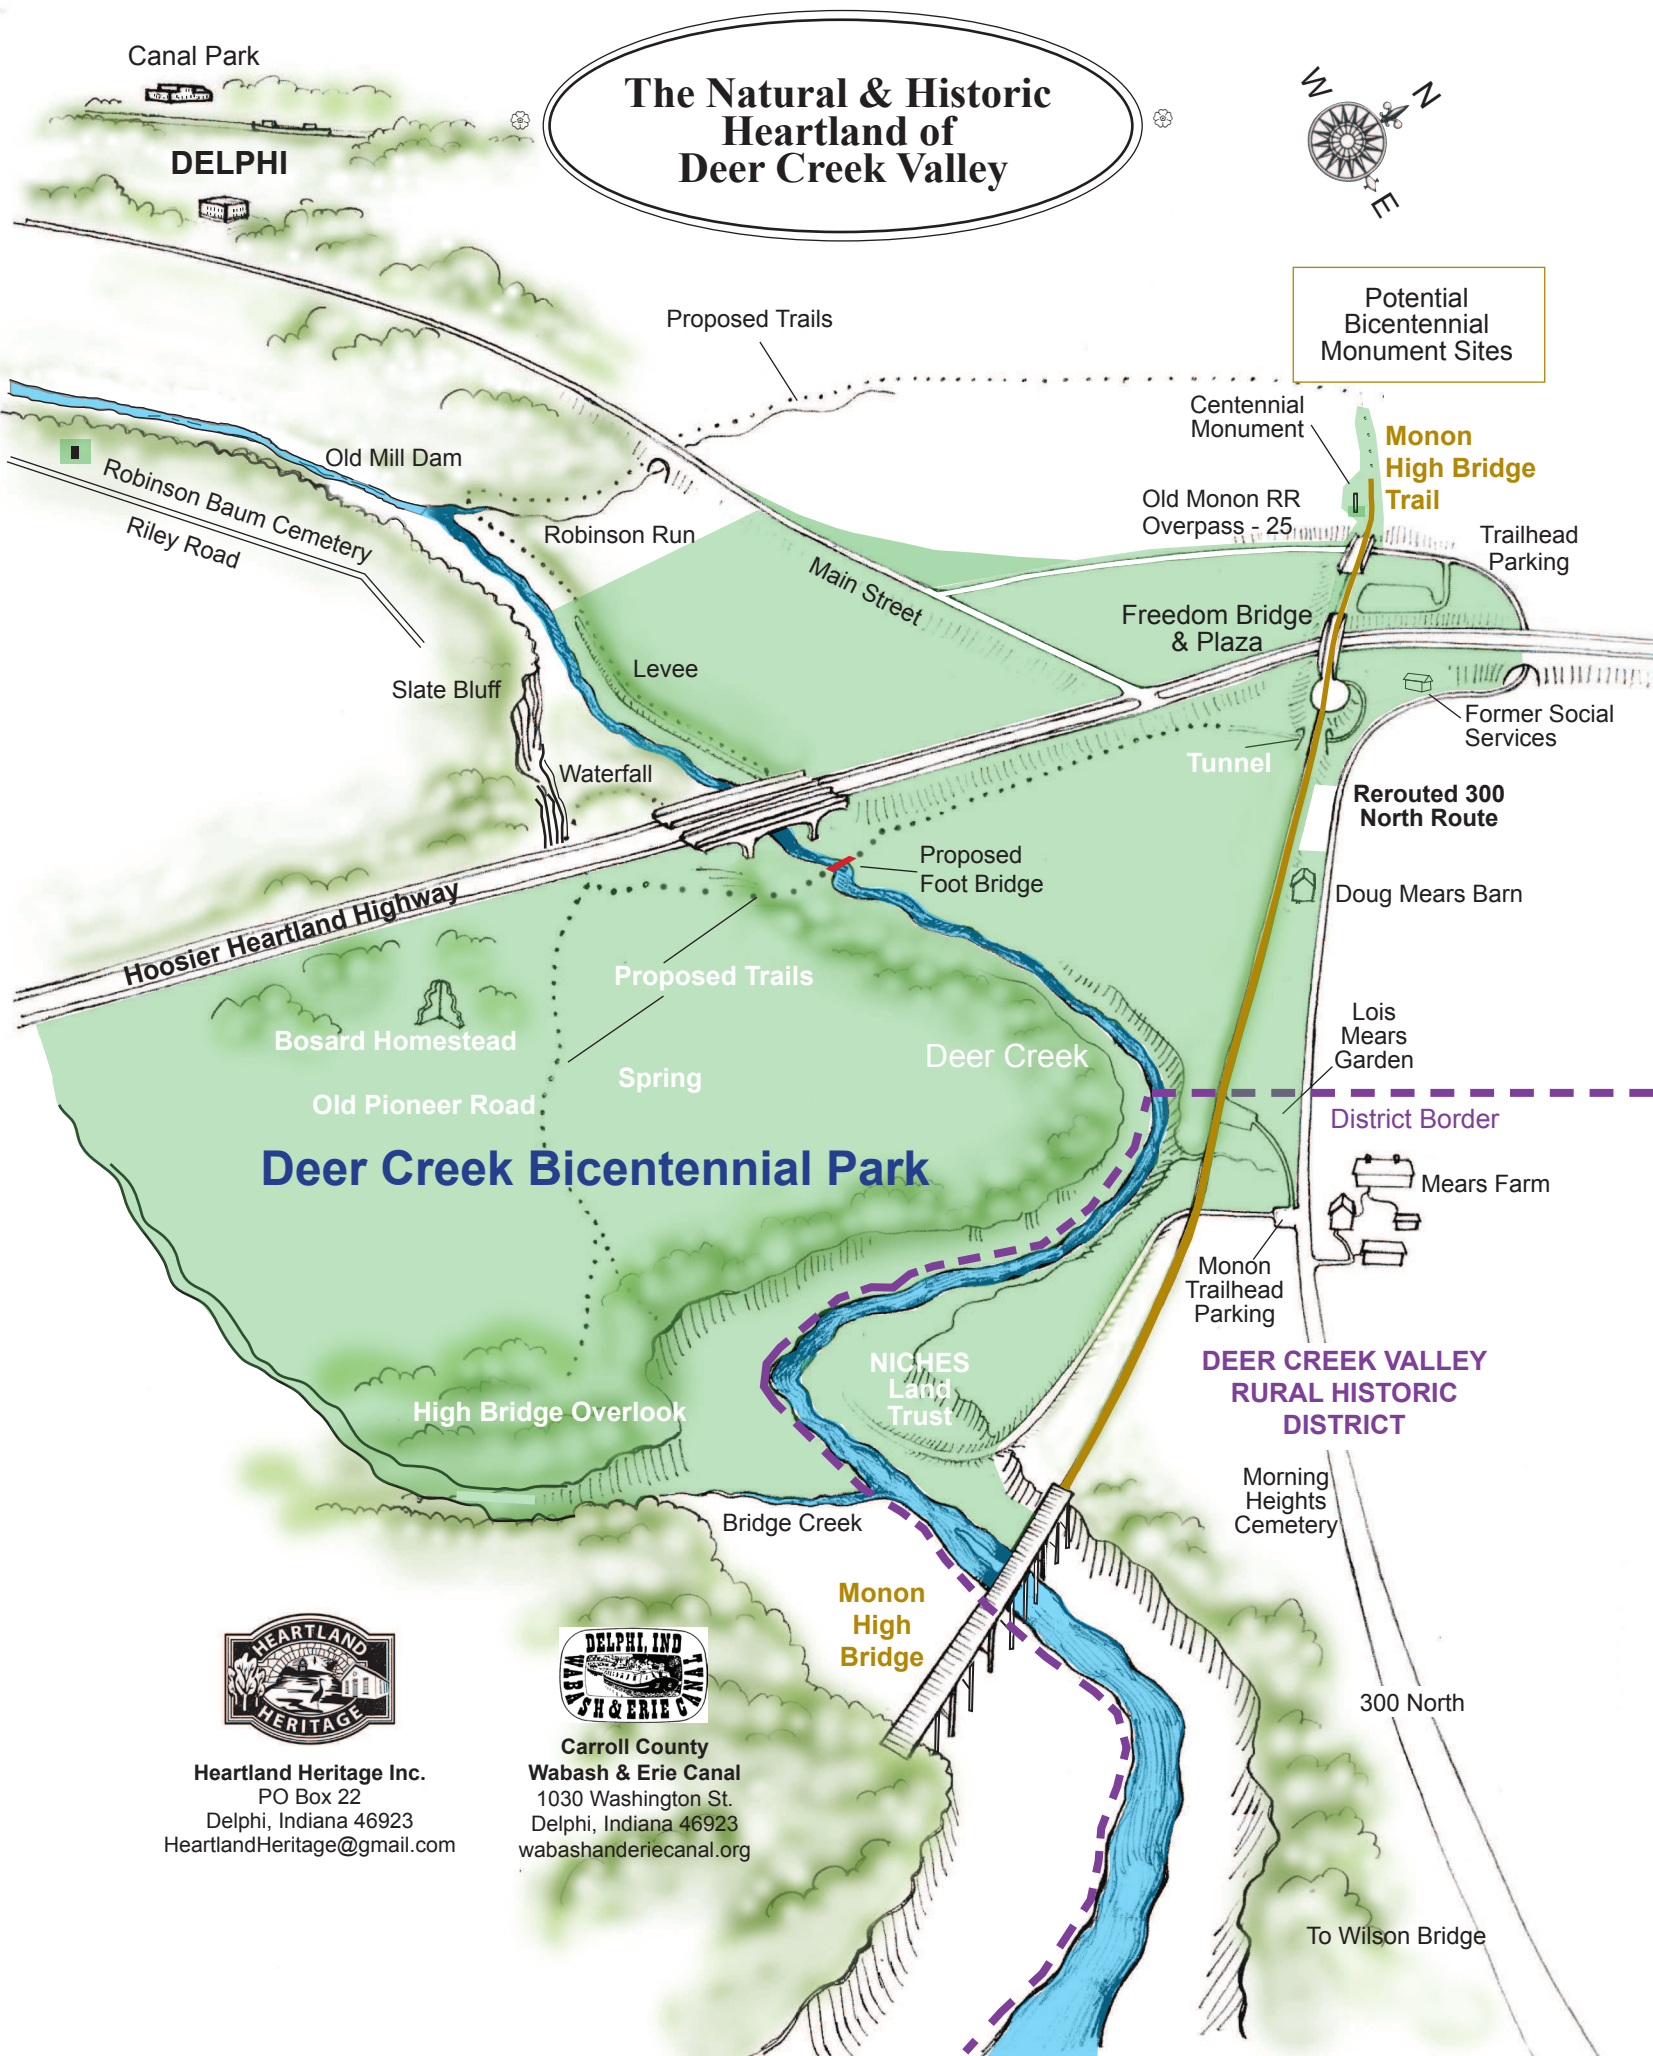 Canal Park
DELPHI
The Natural & Historic
Heartland of
Deer Creek Valley
W
N
E
Potential
Bicentennial
Monument Sites
Proposed Trails
Centennial
Monument
Monon
High Bridge
Trail
Old Mill Dam
Robinson Baum Cemetery
Riley Road
Robinson Run
Old Monon RR
Overpass - 25
Trailhead
Parking
Main Street
Freedom Bridge
& Plaza
Levee
Slate Bluff
Former Social
Services
Waterfall
Tunnel
Rerouted 300
North Route
Proposed
Foot Bridge
Doug Mears Barn
Hoosier Heartland Highway
Proposed Trails
Bosard Homestead
Lois
Mears
Garden
Deer Creek
Spring
Old Pioneer Road
District Border
Deer Creek Bicentennial Park
Mears Farm
Monon
Trailhead
Parking
NICHES
Land
Trust
DEER CREEK VALLEY
RURAL HISTORIC
DISTRICT
High Bridge Overlook
Morning
Heights
Cemetery
Bridge Creek
Monon
High
Bridge
300 North
HEARTLAND
HERITAGE
Heartland Heritage Inc.
PO Box 22
Delphi, Indiana 46923
HeartlandHeritage@gmail.com
DELPHI, IND
WABASH & ERIE CANAL
Carroll County
Wabash & Erie Canal
1030 Washington St.
Delphi, Indiana 46923
wabashanderiecanal.org
To Wilson Bridge